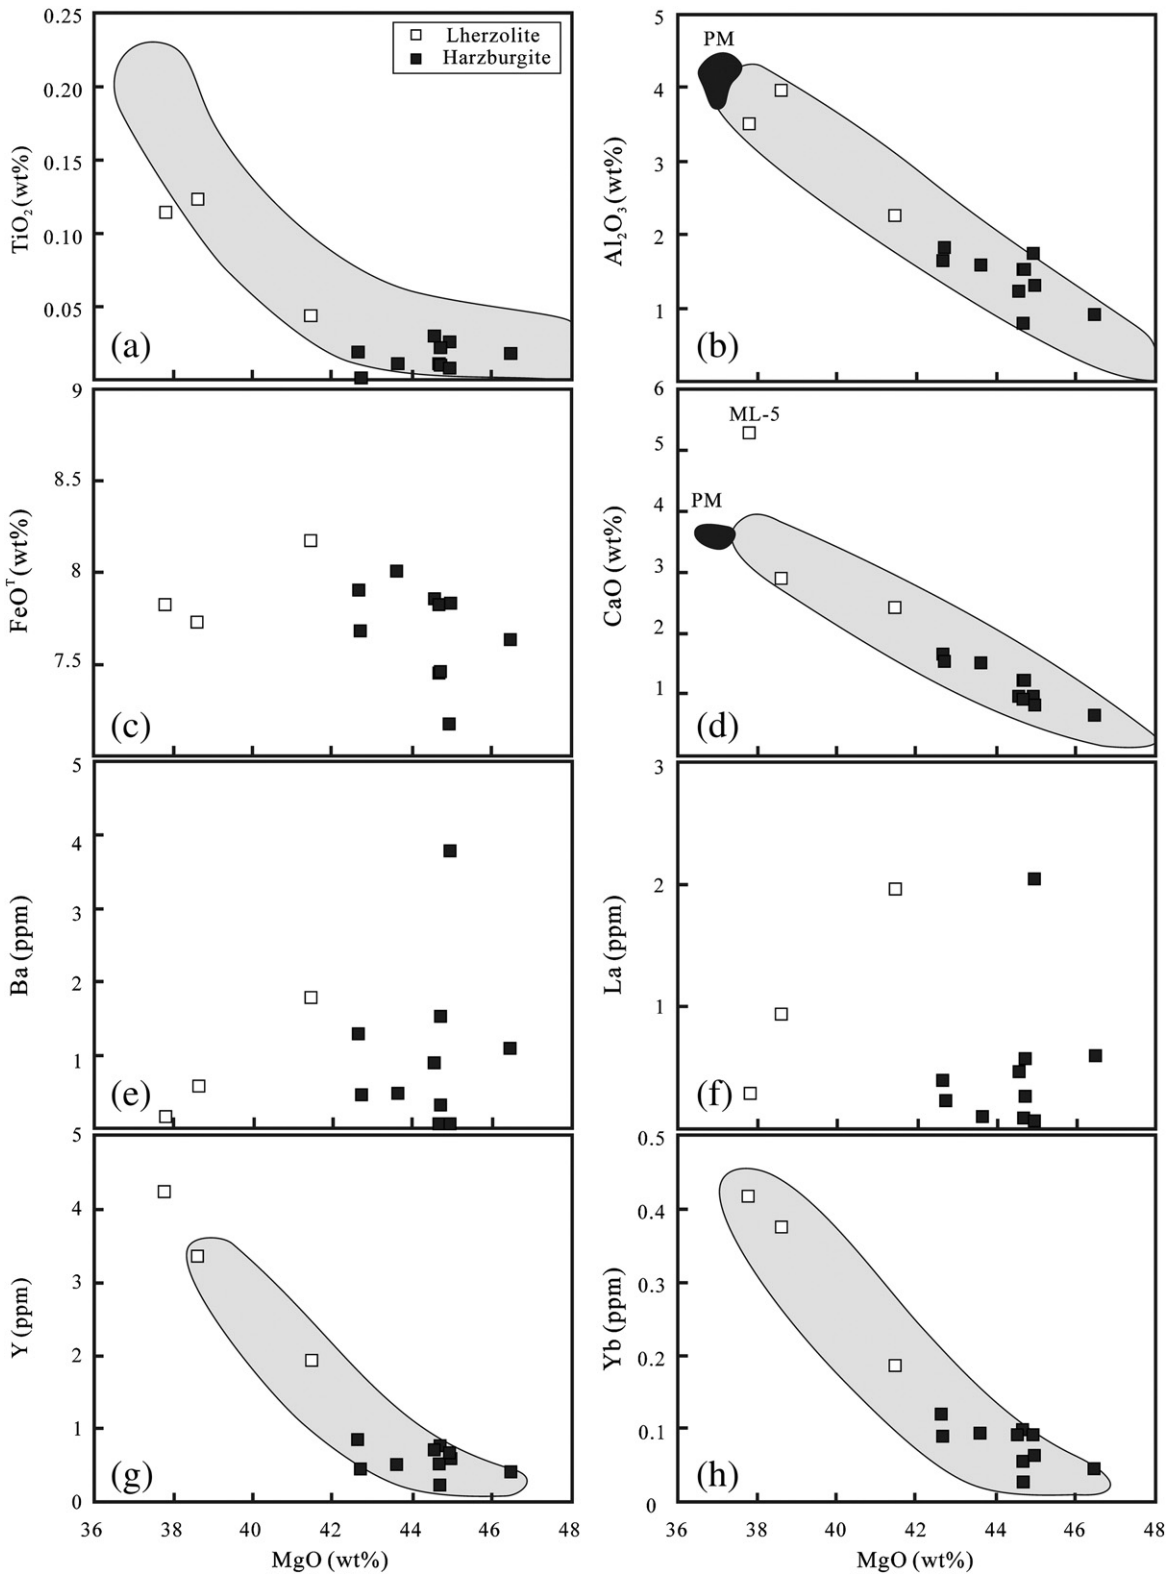 0.25
0.20
0.15
0.10
0.05
TiO₂ (wt%)
Lherzolite
Harzburgite
(a)
5
4
3
2
1
Al₂O₃ (wt%)
PM
(b)
9
8.5
8
7.5
FeOᵀ (wt%)
(c)
6
5
4
3
2
1
CaO (wt%)
ML-5
PM
(d)
5
4
3
2
1
Ba (ppm)
(e)
3
2
1
La (ppm)
(f)
5
4
3
2
1
0
Y (ppm)
(g)
36 38 40 42 44 46 48
MgO (wt%)
0.5
0.4
0.3
0.2
0.1
0
Yb (ppm)
(h)
36 38 40 42 44 46 48
MgO (wt%)